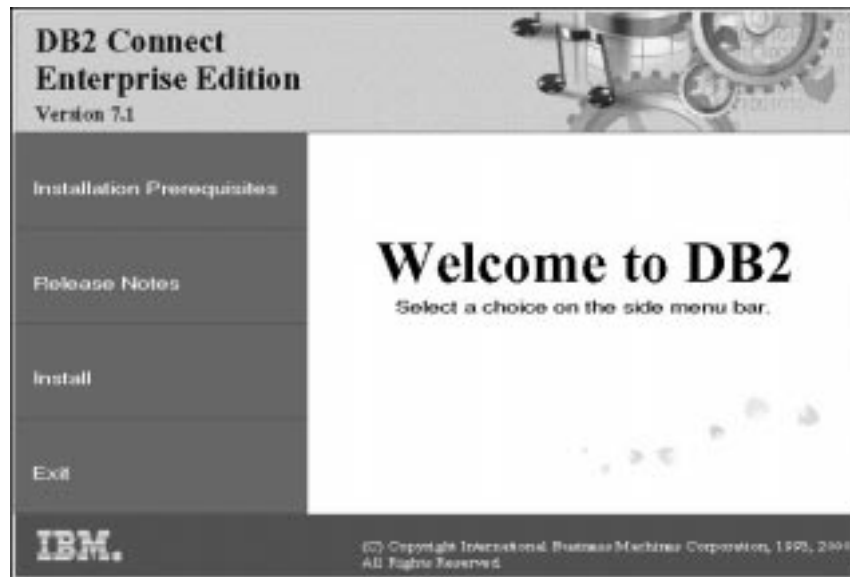 DB2 Connect
Enterprise Edition
Version 7.1
Installation Prerequisites
Release Notes
Install
Exit
Welcome to DB2
Select a choice on the side menu bar.
IBM.
(C) Copyright International Business Machines Corporation, 1993,
All Rights Reserved.